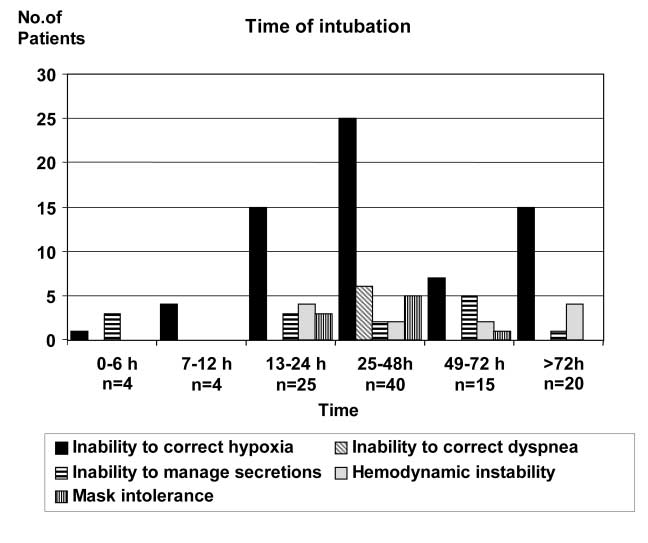 No.of
Patients
Time of intubation
30
25
20
15
10
5
0
0-6 h 7-12 h 13-24 h 25-48h 49-72 h >72h
n=4 n=4 n=25 n=40 n=15 n=20
Time
Inability to correct hypoxia Inability to correct dyspnea
Inability to manage secretions Hemodynamic instability
Mask intolerance